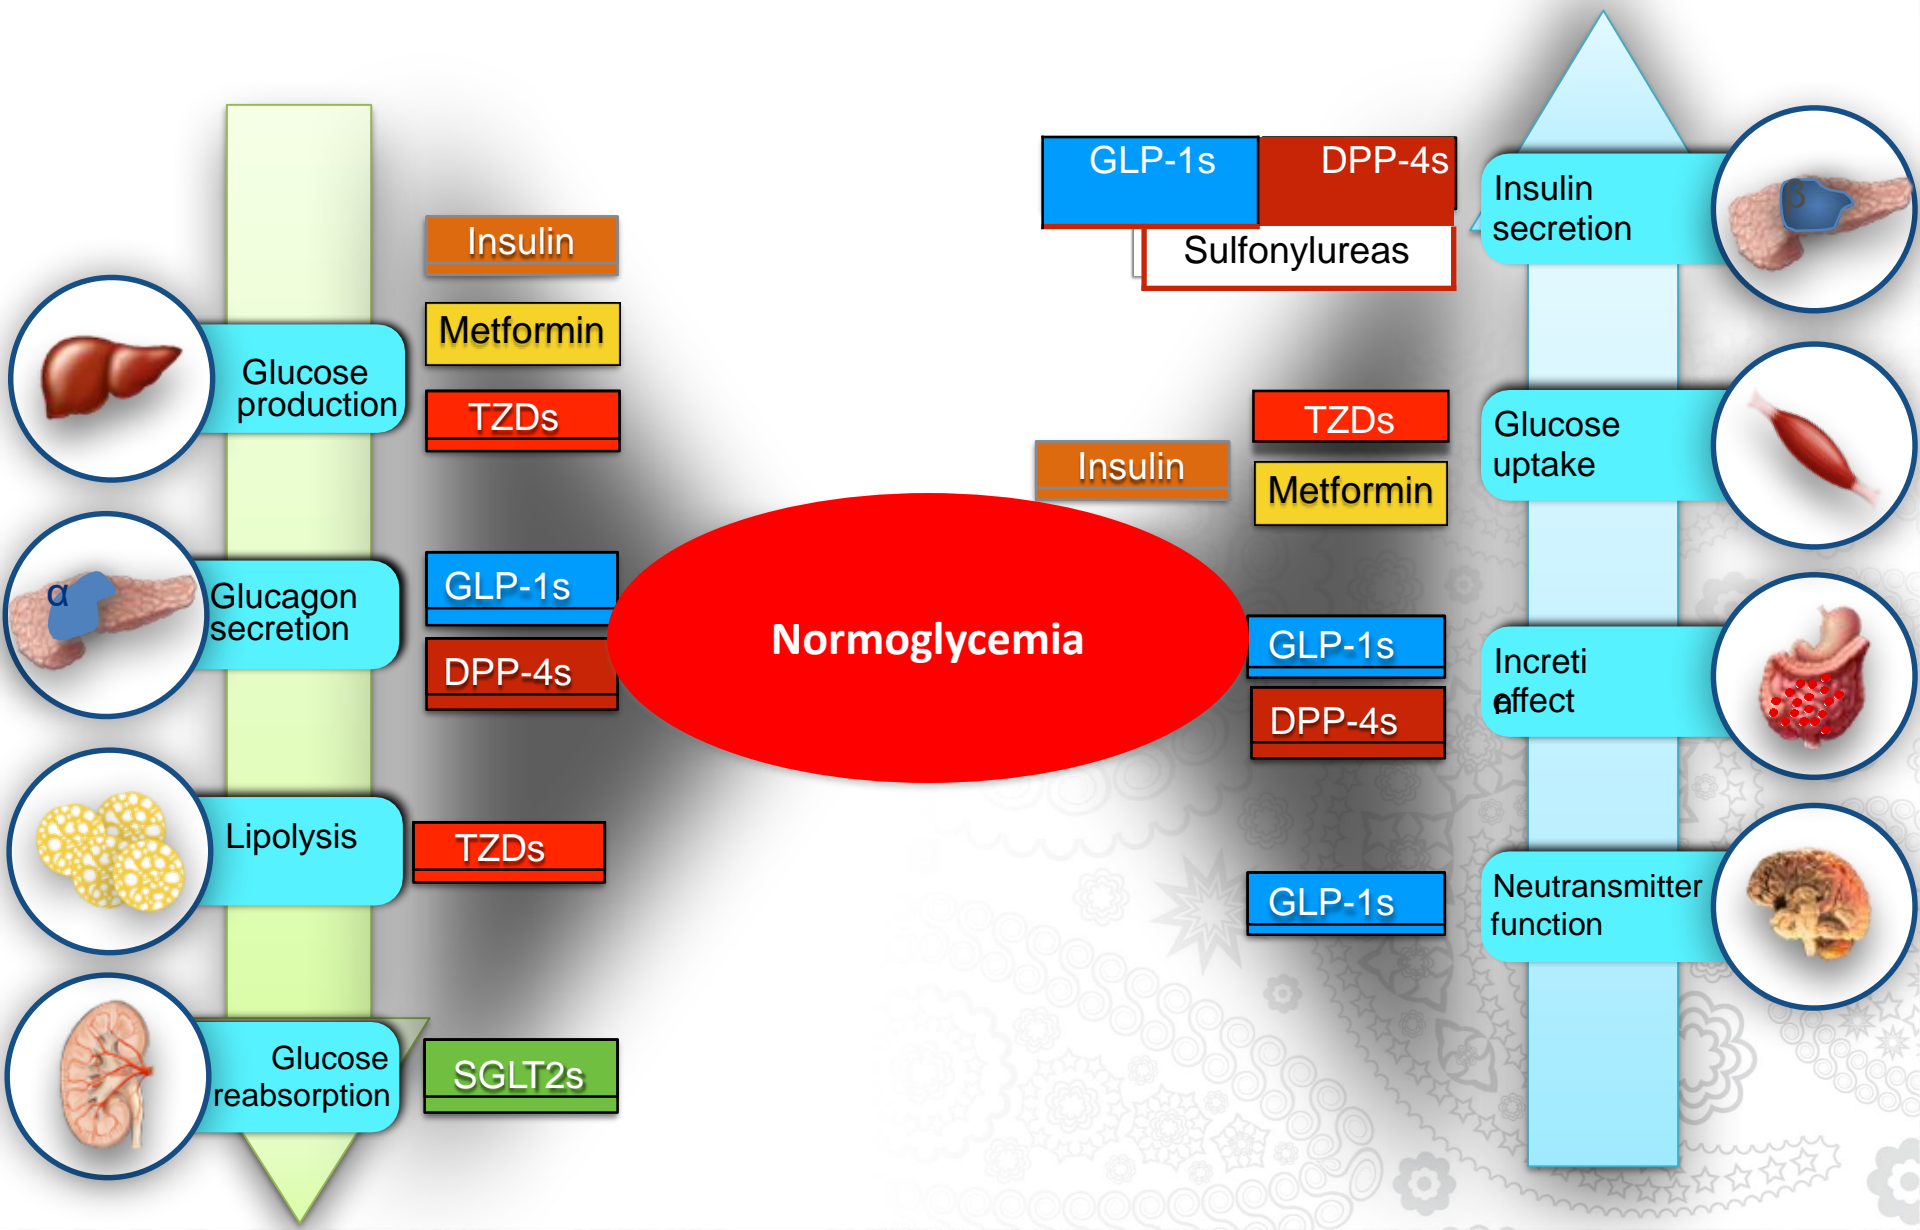 Insulin
Metformin
Glucose
production
TZDs
α
Glucagon
secretion
GLP-1s
DPP-4s
Lipolysis
TZDs
Glucose
reabsorption
SGLT2s
Normoglycemia
GLP-1s
DPP-4s
Sulfonylureas
Insulin
secretion
β
TZDs
Insulin
Metformin
Glucose
uptake
GLP-1s
DPP-4s
Increti
n
effect
GLP-1s
Neutransmitter
function